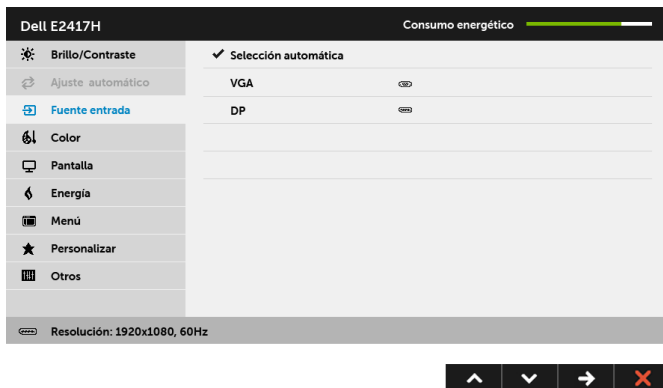 Dell E2417H Consumo energético
Brillo/Contraste Selección automática
Ajuste automático VGA
Fuente entrada DP
Color
Pantalla
Energía
Menú
Personalizar
Otros
Resolución: 1920x1080, 60Hz